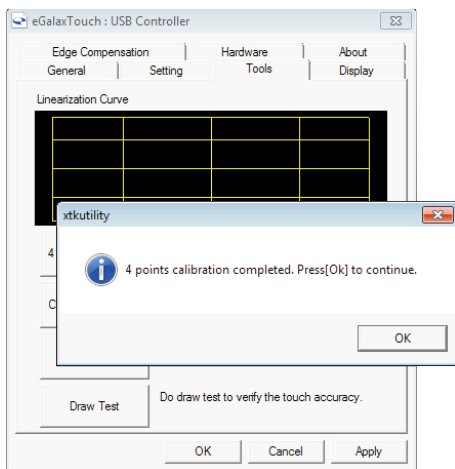 eGalaxTouch : USB Controller
Edge Compensation Hardware About
General Setting Tools Display
Linearization Curve
xtkutility
4
4 points calibration completed. Press[Ok] to continue.
C
OK
Draw Test Do draw test to verify the touch accuracy.
OK Cancel Apply